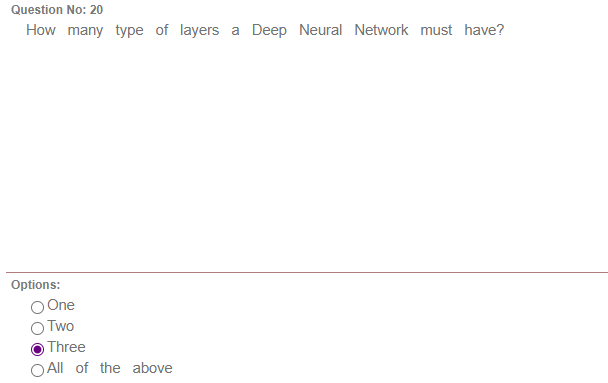 Question No: 20
How many type of layers a Deep Neural Network must have?
Options:
One
Two
Three
All of the above